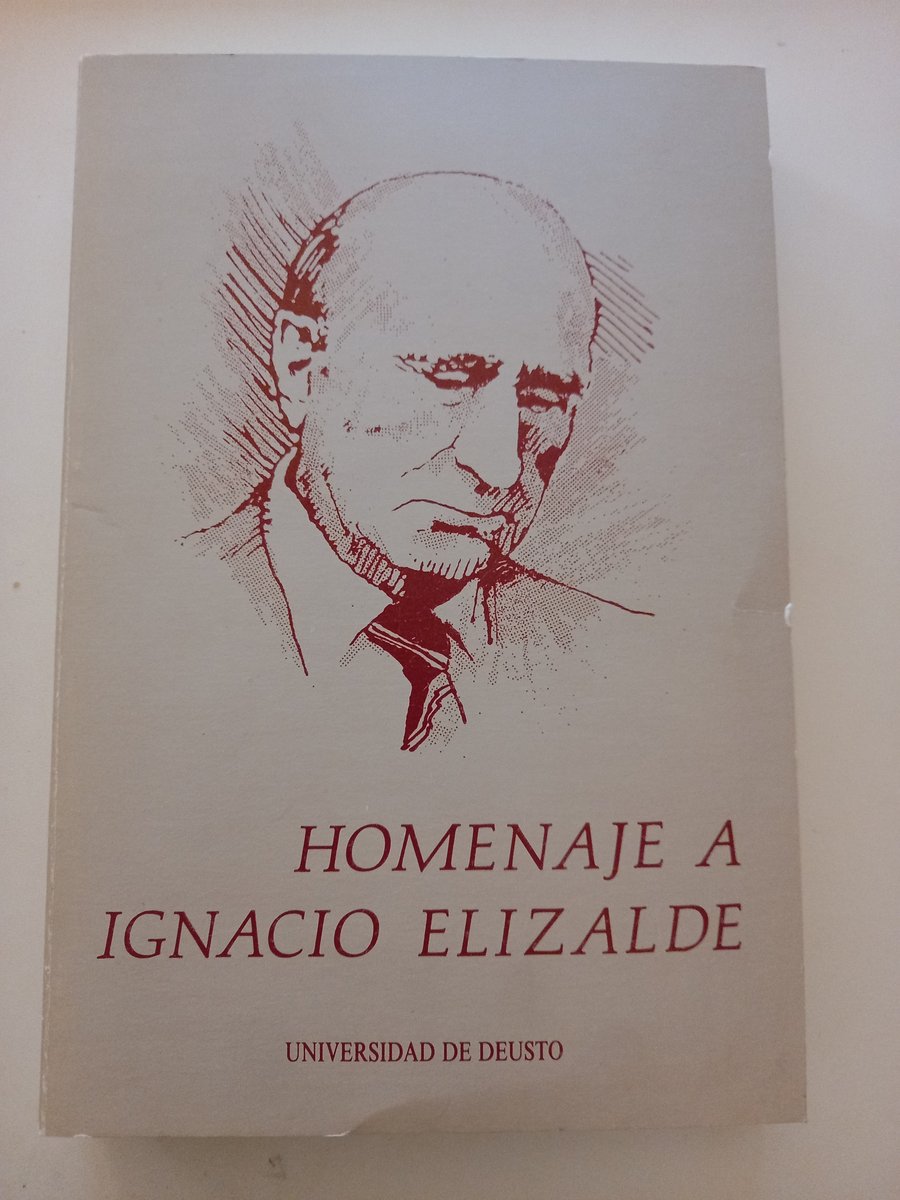 HOMENAJE A
IGNACIO ELIZALDE
UNIVERSIDAD DE DEUSTO